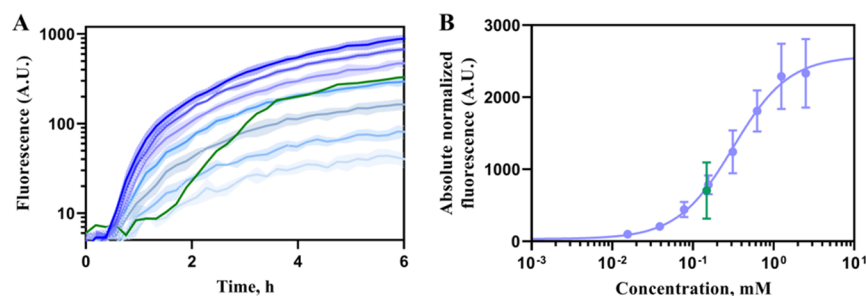 A
Fluorescence (A.U.)
1000
100
10
0
2
4
6
Time, h
B
Absolute normalized
fluorescence (A.U.)
3000
2000
1000
0
10-3
10-2
10-1
100
101
Concentration, mM